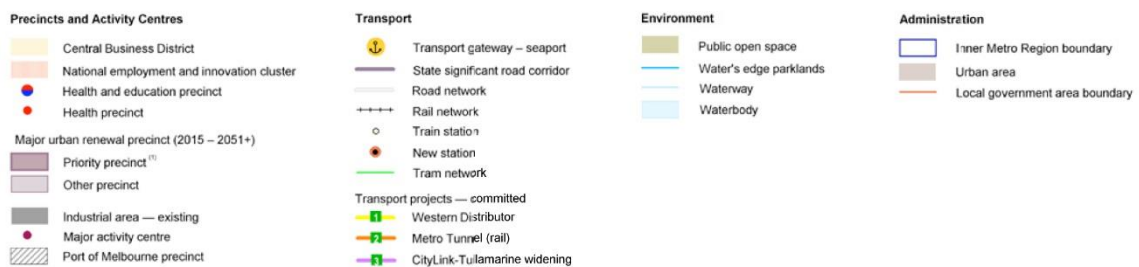 Precincts and Activity Centres
Central Business District
National employment and innovation cluster
Health and education precinct
Health precinct
Major urban renewal precinct (2015 – 2051+)
Priority precinct (1)
Other precinct
Industrial area — existing
Major activity centre
Port of Melbourne precinct
Transport
Transport gateway – seaport
State significant road corridor
Road network
Rail network
Train station
New station
Tram network
Transport projects — committed
1 Western Distributor
2 Metro Tunnel (rail)
3 CityLink-Tullamarine widening
Environment
Public open space
Water's edge parklands
Waterway
Waterbody
Administration
Inner Metro Region boundary
Urban area
Local government area boundary